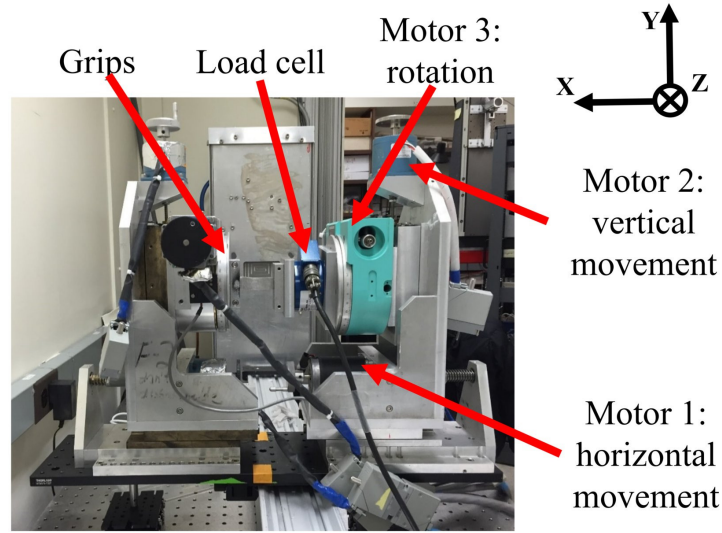 Grips
Load cell
Motor 3:
rotation
Y
X
Z
Motor 2:
vertical
movement
Motor 1:
horizontal
movement